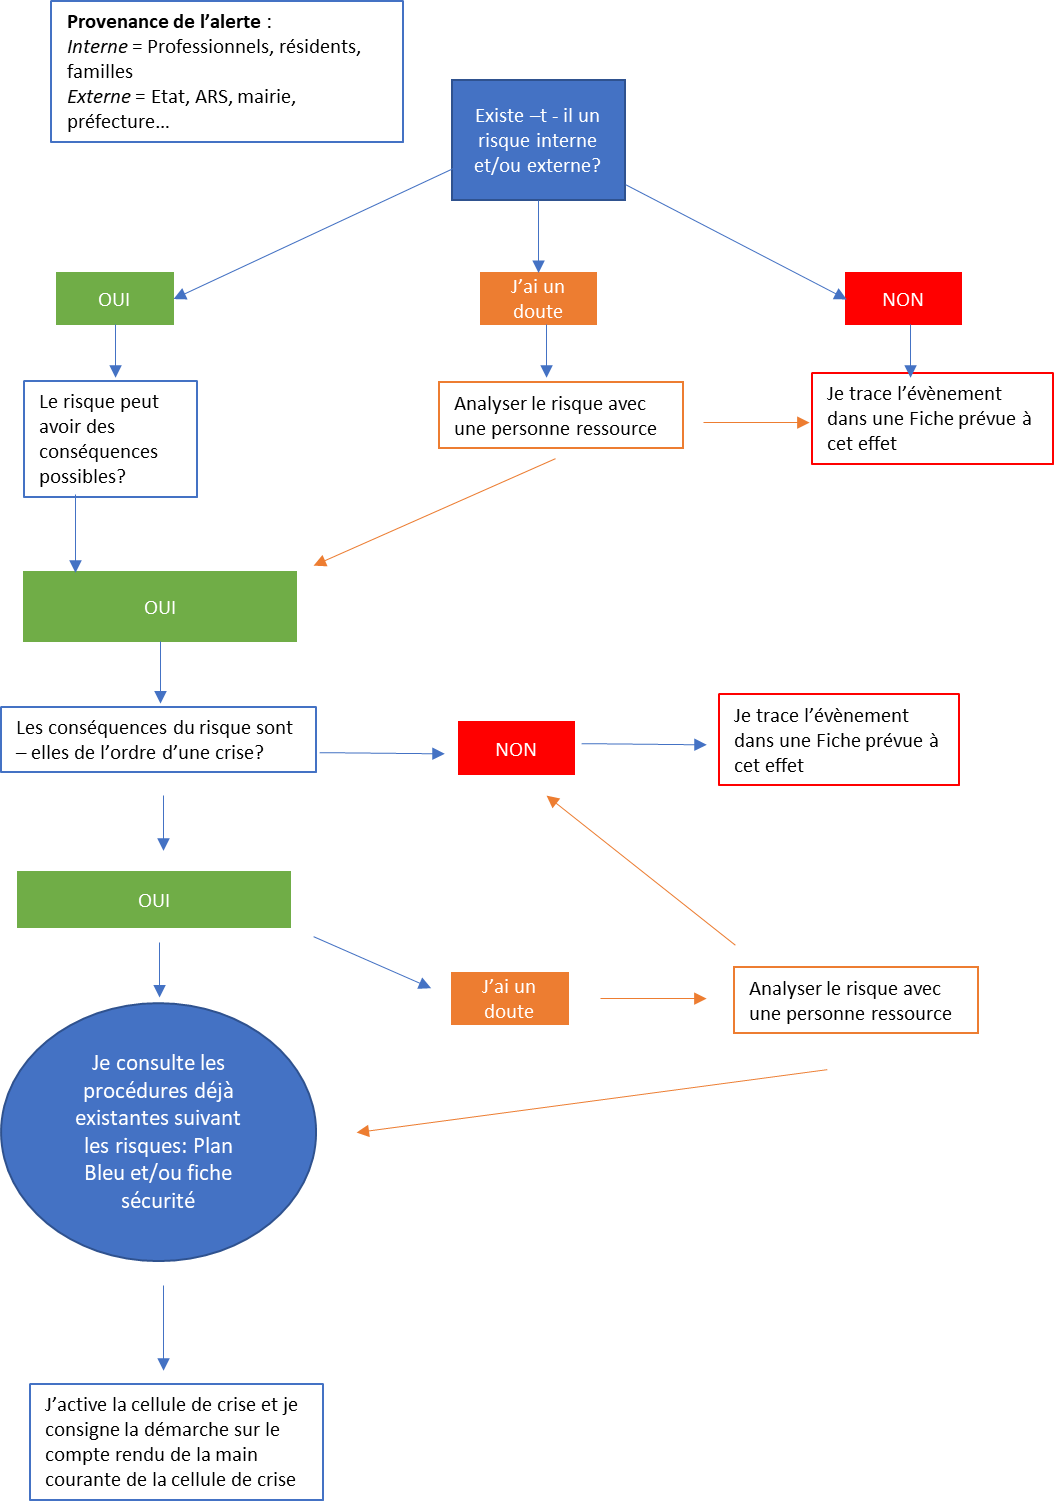 Provenance de l’alerte :
Interne = Professionnels, résidents,
familles
Externe = Etat, ARS, mairie,
préfecture…
Existe –t - il un
risque interne
et/ou externe?
OUI
J’ai un
doute
NON
Le risque peut
avoir des
conséquences
possibles?
Analyser le risque avec
une personne ressource
Je trace l’évènement
dans une Fiche prévue à
cet effet
OUI
Les conséquences du risque sont
– elles de l’ordre d’une crise?
NON
Je trace l’évènement
dans une Fiche prévue à
cet effet
OUI
J’ai un
doute
Analyser le risque avec
une personne ressource
Je consulte les
procédures déjà
existantes suivant
les risques: Plan
Bleu et/ou fiche
sécurité
J’active la cellule de crise et je
consigne la démarche sur le
compte rendu de la main
courante de la cellule de crise